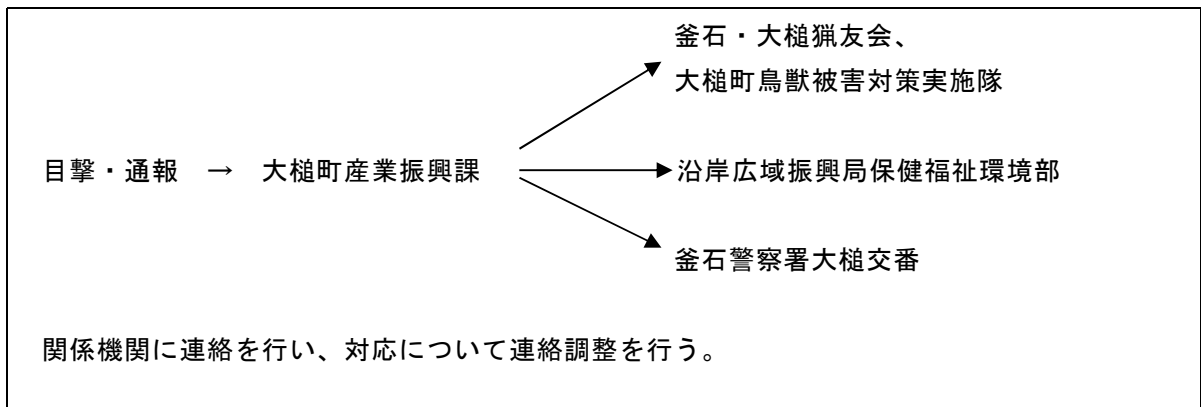 釜石・大槌猟友会、
大槌町鳥獣被害対策実施隊
目撃・通報　→　大槌町産業振興課
沿岸広域振興局保健福祉環境部
釜石警察署大槌交番
関係機関に連絡を行い、対応について連絡調整を行う。